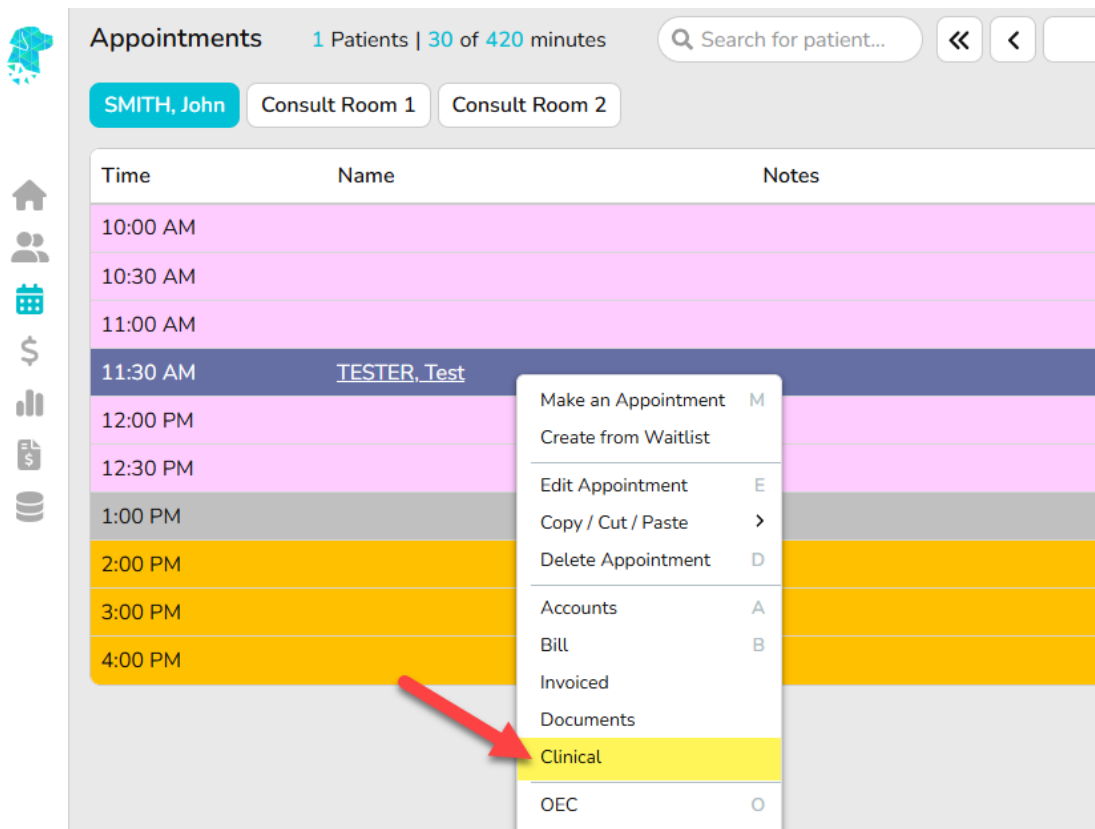 Appointments 1 Patients | 30 of 420 minutes Search for patient...
SMITH, John Consult Room 1 Consult Room 2
Time Name Notes
10:00 AM
10:30 AM
11:00 AM
11:30 AM TESTER, Test
12:00 PM
12:30 PM
1:00 PM
2:00 PM
3:00 PM
4:00 PM
Make an Appointment M
Create from Waitlist
Edit Appointment E
Copy / Cut / Paste
Delete Appointment D
Accounts A
Bill B
Invoiced
Documents
Clinical
OEC O